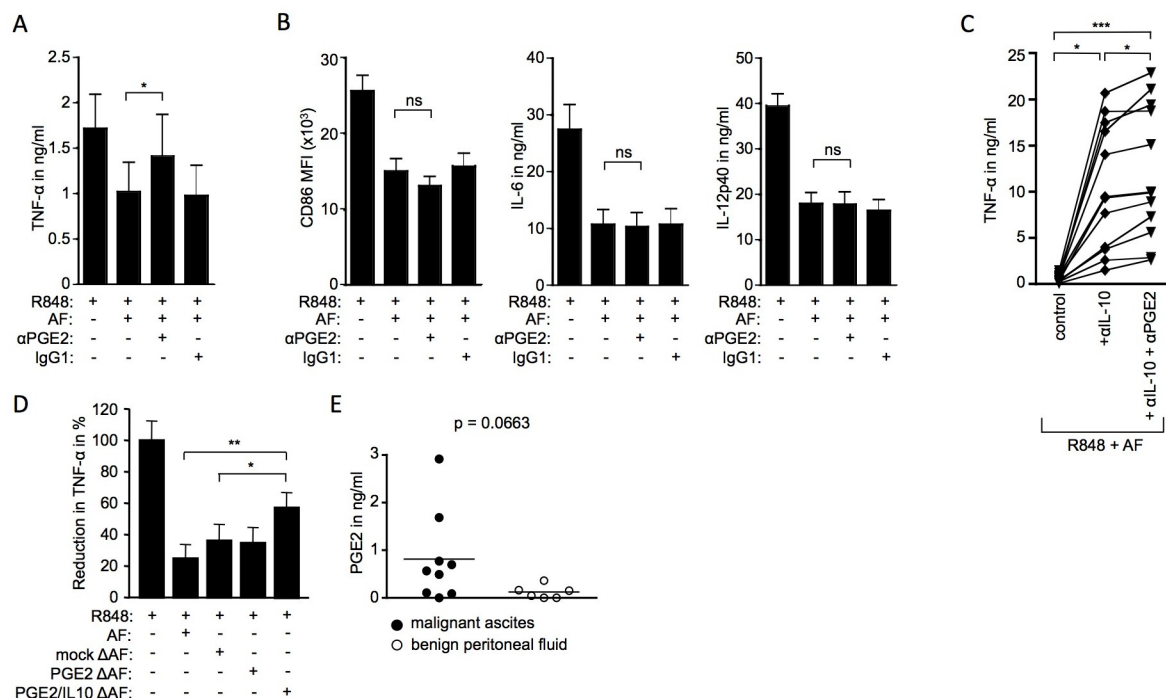 A
TNF-α in ng/ml
2.5
2
1.5
1
0.5
0
*
R848: + + + +
AF: - + + +
αPGE2: - - + -
IgG1: - - - +
B
CD86 MFI (x10³)
30
20
10
0
ns
R848: + + + +
AF: - + + +
αPGE2: - - + -
IgG1: - - - +
IL-6 in ng/ml
40
30
20
10
0
ns
R848: + + + +
AF: - + + +
αPGE2: - - + -
IgG1: - - - +
IL-12p40 in ng/ml
50
40
30
20
10
0
ns
R848: + + + +
AF: - + + +
αPGE2: - - + -
IgG1: - - - +
C
***
* *
TNF-α in ng/ml
25
20
15
10
5
0
control
+αIL-10
+ αIL-10 + αPGE2
R848 + AF
D
Reduction in TNF-α in %
120
100
80
60
40
20
0
**
*
R848: + + + + +
AF: - + - - -
mock ΔAF: - - + - -
PGE2 ΔAF: - - - + -
PGE2/IL10 ΔAF: - - - - +
E
p = 0.0663
PGE2 in ng/ml
3
2
1
0
malignant ascites
benign peritoneal fluid